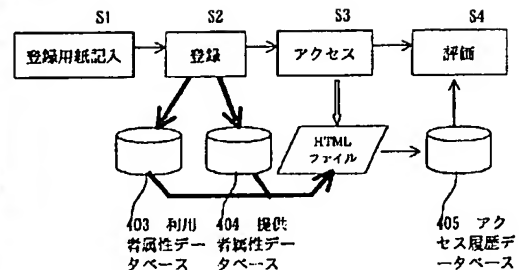 S1
S2
S3
S4
登録用紙記入
登録
アクセス
評価
HTML
ファイル
403 利用
者属性デー
タベース
404 提供
者属性デー
タベース
405 アク
セス履歴デ
ータベース